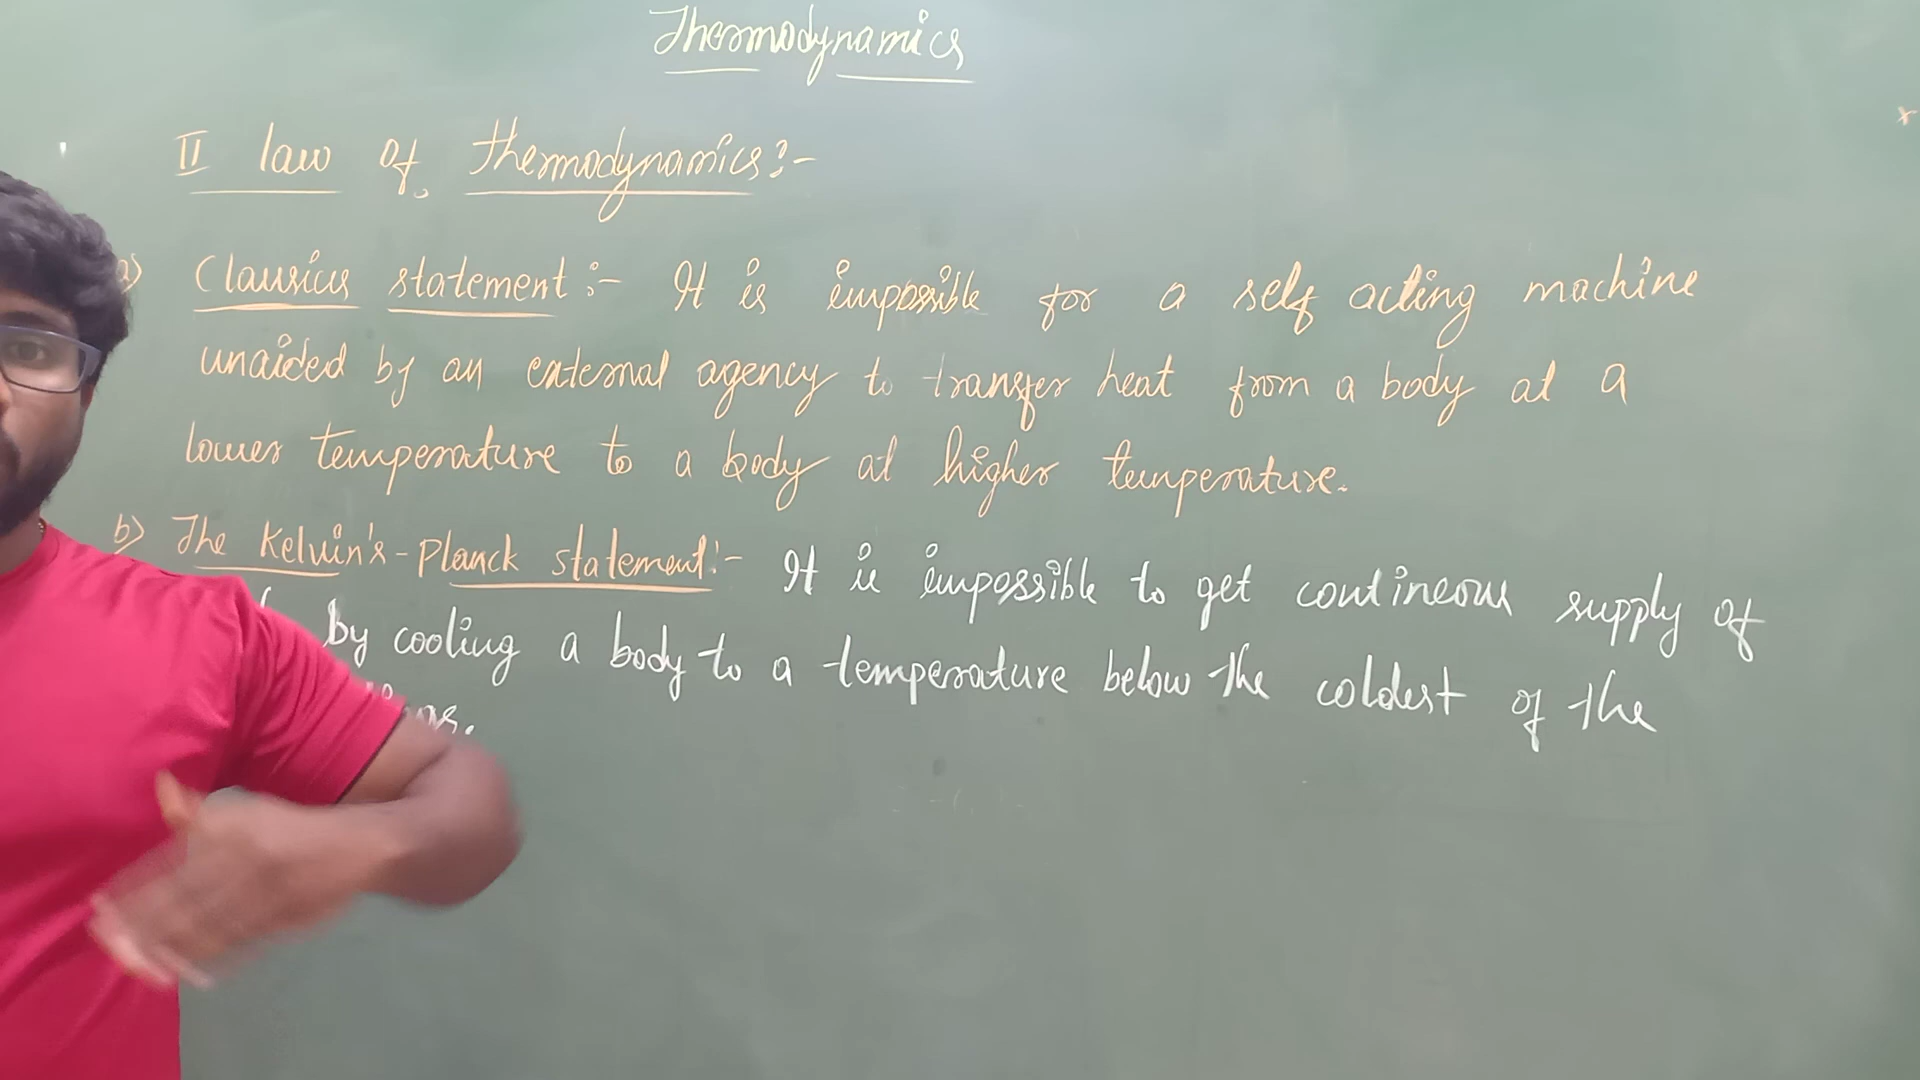 Thermodynamics
II law of thermodynamics:-
a) Clausius statement :- It is impossible for a self acting machine
unaided by an external agency to transfer heat from a body at a
lower temperature to a body at higher temperature.
b) The Kelvin's-Planck statement:- It is impossible to get contineous supply of
by cooling a body to a temperature below the coldest of the